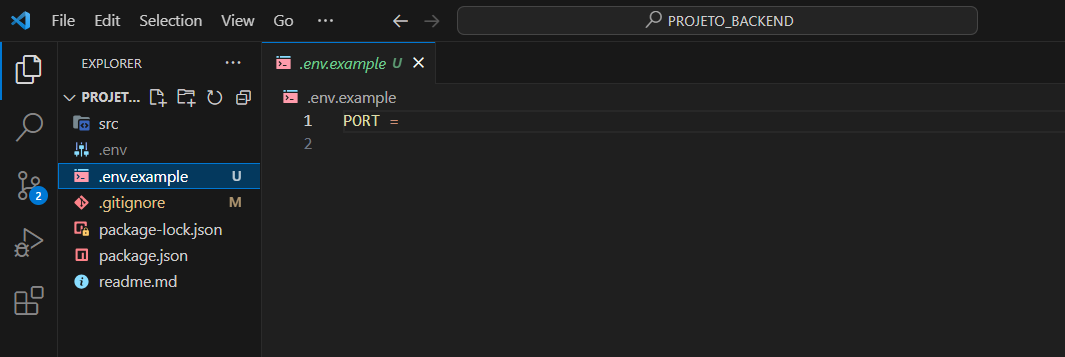 File Edit Selection View Go ··· PROJETO_BACKEND
EXPLORER ···
.env.example U
PROJET...
.env.example
src
1 PORT =
.env
2
.env.example U
.gitignore M
2
package-lock.json
package.json
readme.md